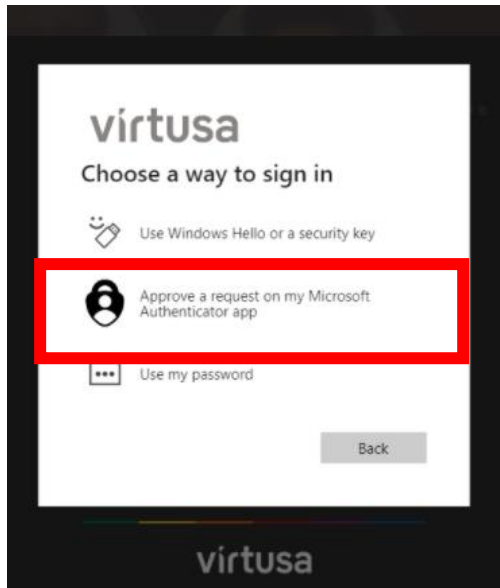 virtusa
Choose a way to sign in
Use Windows Hello or a security key
Approve a request on my Microsoft
Authenticator app
Use my password
Back
virtusa